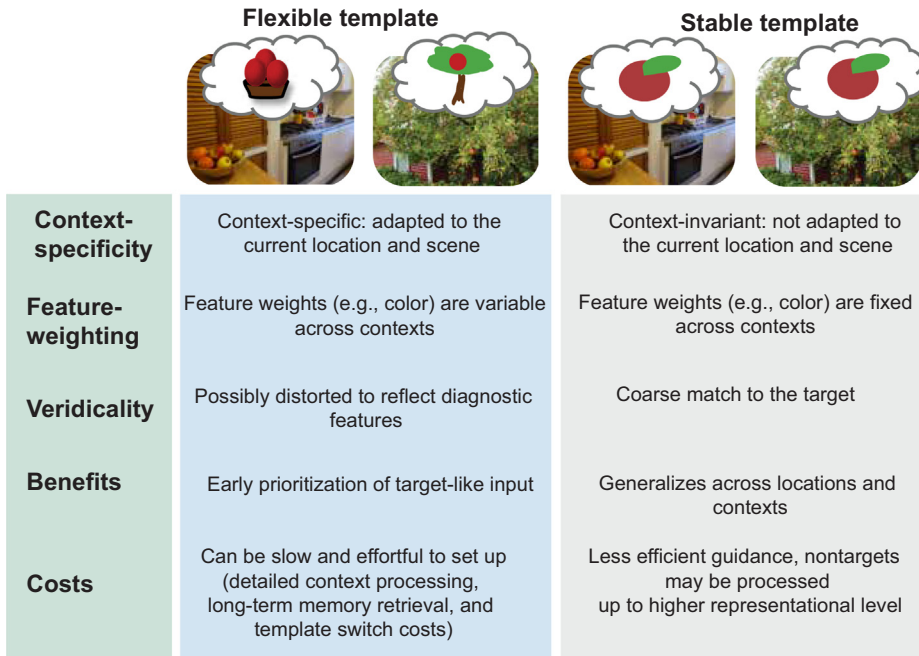 Flexible template
Stable template
Context-
specificity
Context-specific: adapted to the
current location and scene
Context-invariant: not adapted to
the current location and scene
Feature-
weighting
Feature weights (e.g., color) are variable
across contexts
Feature weights (e.g., color) are fixed
across contexts
Veridicality
Possibly distorted to reflect diagnostic
features
Coarse match to the target
Benefits
Early prioritization of target-like input
Generalizes across locations and
contexts
Costs
Can be slow and effortful to set up
(detailed context processing,
long-term memory retrieval, and
template switch costs)
Less efficient guidance, nontargets
may be processed
up to higher representational level